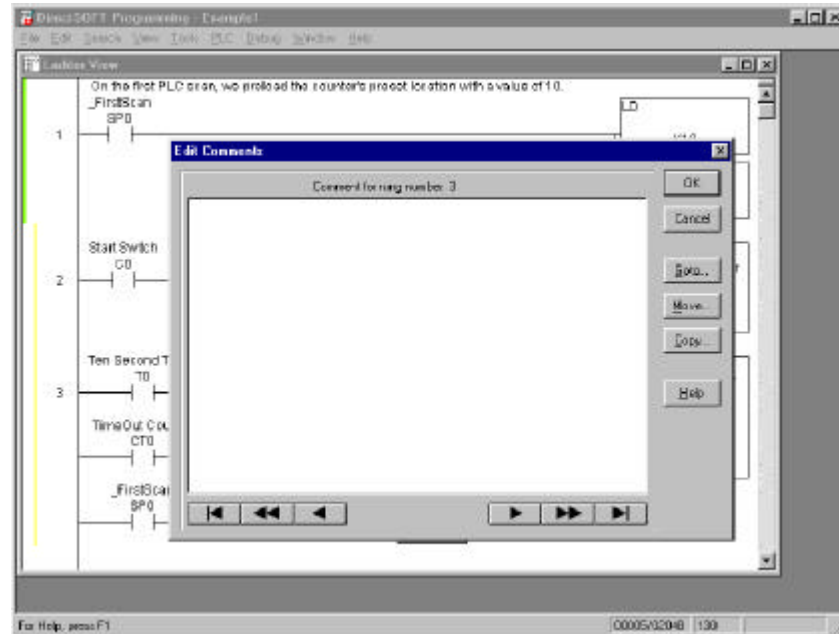 DirectSOFT Programming - Example1
File Edit Search View Tools PLC Debug Window Help
Ladder View
On the first PLC scan, we preload the counter's preset location with a value of 10.
_FirstScan
SP0
LD
1
Edit Comments
Comment for rung number: 3
OK
Cancel
Start Switch
C0
2
Goto...
Move...
Copy...
Ten Second T
T0
3
Help
TimeOut Cou
CT0
_FirstScan
SP0
For Help, press F1
00005/02048 130